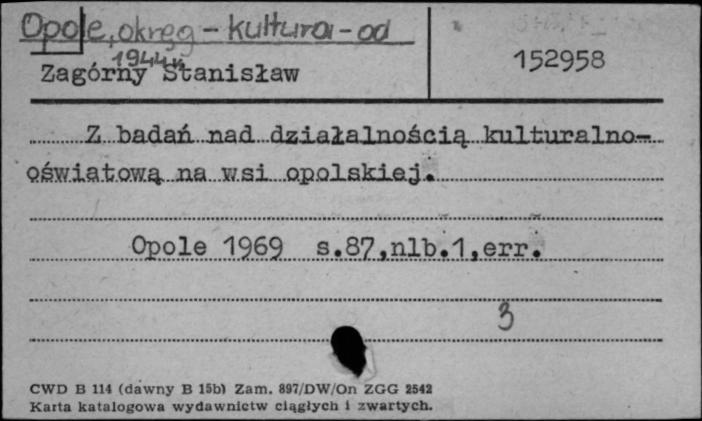 Opole, okręg - kultura - od
1944 r.
Zagórny Stanisław
152958
Z badań nad działalnością kulturalno-
oświatową na wsi opolskiej.
Opole 1969 s.87,nlb.1,err.
3
CWD B 114 (dawny B 15b) Zam. 897/DW/On ZGG 2542
Karta katalogowa wydawnictw ciągłych i zwartych.